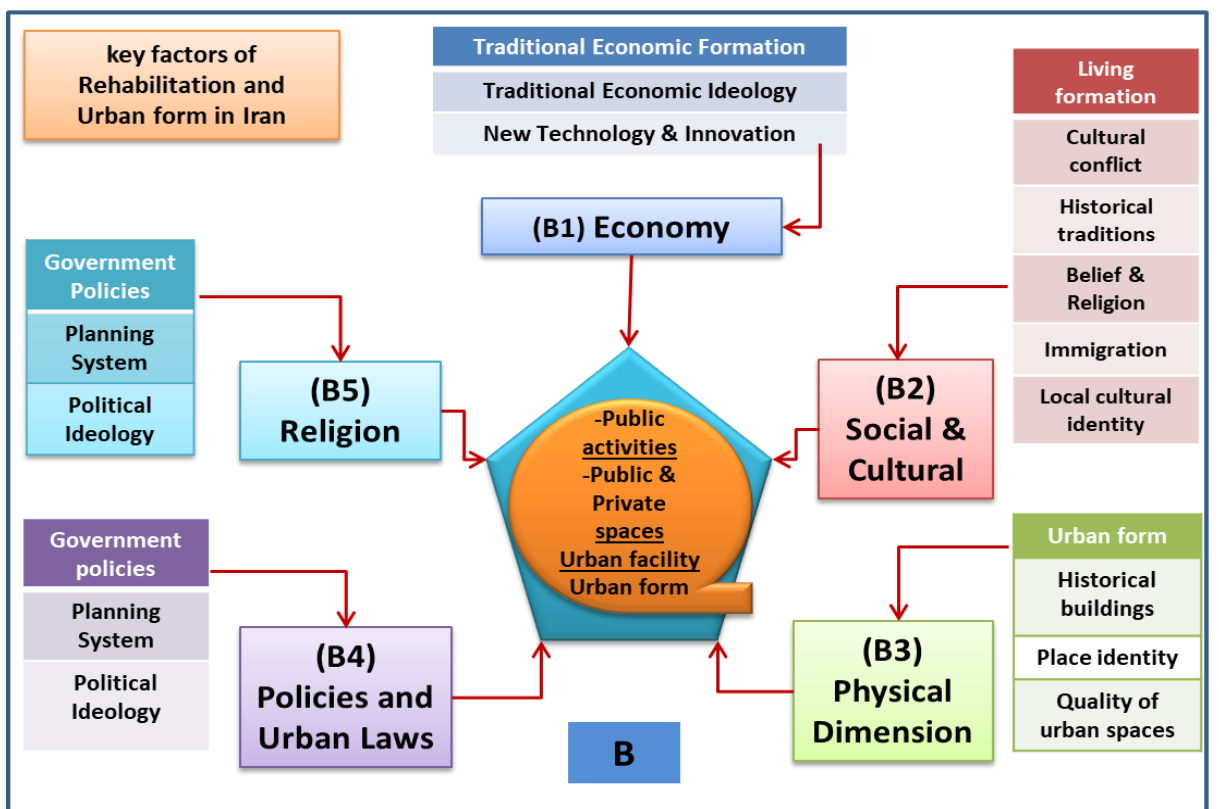 key factors of
Rehabilitation and
Urban form in Iran
Traditional Economic Formation
Traditional Economic Ideology
New Technology & Innovation
(B1) Economy
Living
formation
Cultural
conflict
Historical
traditions
Belief &
Religion
Immigration
Local cultural
identity
Government
Policies
Planning
System
Political
Ideology
(B5)
Religion
(B2)
Social &
Cultural
-Public
activities
-Public &
Private
spaces
Urban facility
Urban form
Government
policies
Planning
System
Political
Ideology
(B4)
Policies and
Urban Laws
(B3)
Physical
Dimension
Urban form
Historical
buildings
Place identity
Quality of
urban spaces
B